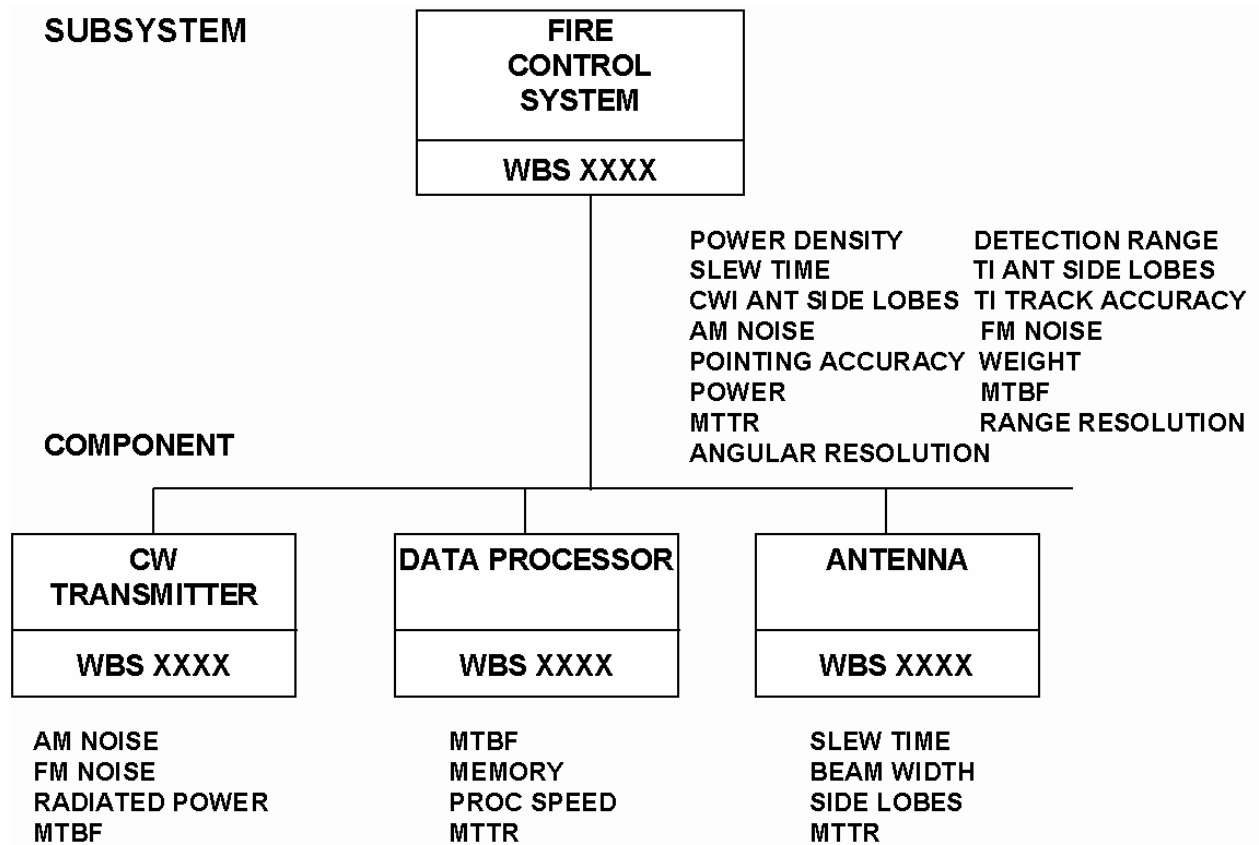 SUBSYSTEM
FIRE
CONTROL
SYSTEM
WBS XXXX
POWER DENSITY DETECTION RANGE
SLEW TIME TI ANT SIDE LOBES
CWI ANT SIDE LOBES TI TRACK ACCURACY
AM NOISE FM NOISE
POINTING ACCURACY WEIGHT
POWER MTBF
MTTR RANGE RESOLUTION
ANGULAR RESOLUTION
COMPONENT
CW
TRANSMITTER
WBS XXXX
AM NOISE
FM NOISE
RADIATED POWER
MTBF
DATA PROCESSOR
WBS XXXX
MTBF
MEMORY
PROC SPEED
MTTR
ANTENNA
WBS XXXX
SLEW TIME
BEAM WIDTH
SIDE LOBES
MTTR